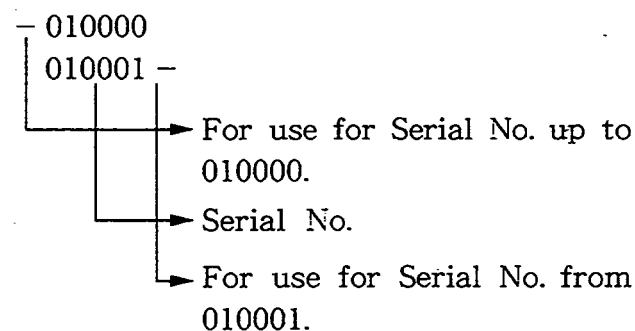 — 010000
010001 —
For use for Serial No. up to
010000.
Serial No.
For use for Serial No. from
010001.